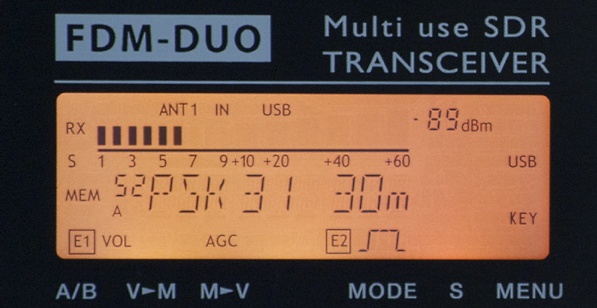 FDM-DUO
Multi use SDR
TRANSCEIVER
ANT1 IN USB
RX
-89dBm
S 1 3 5 7 9 +10 +20 +40 +60 USB
MEM 52 PSK 31 30m
A
KEY
E1 VOL AGC E2
A/B V►M M►V MODE S MENU